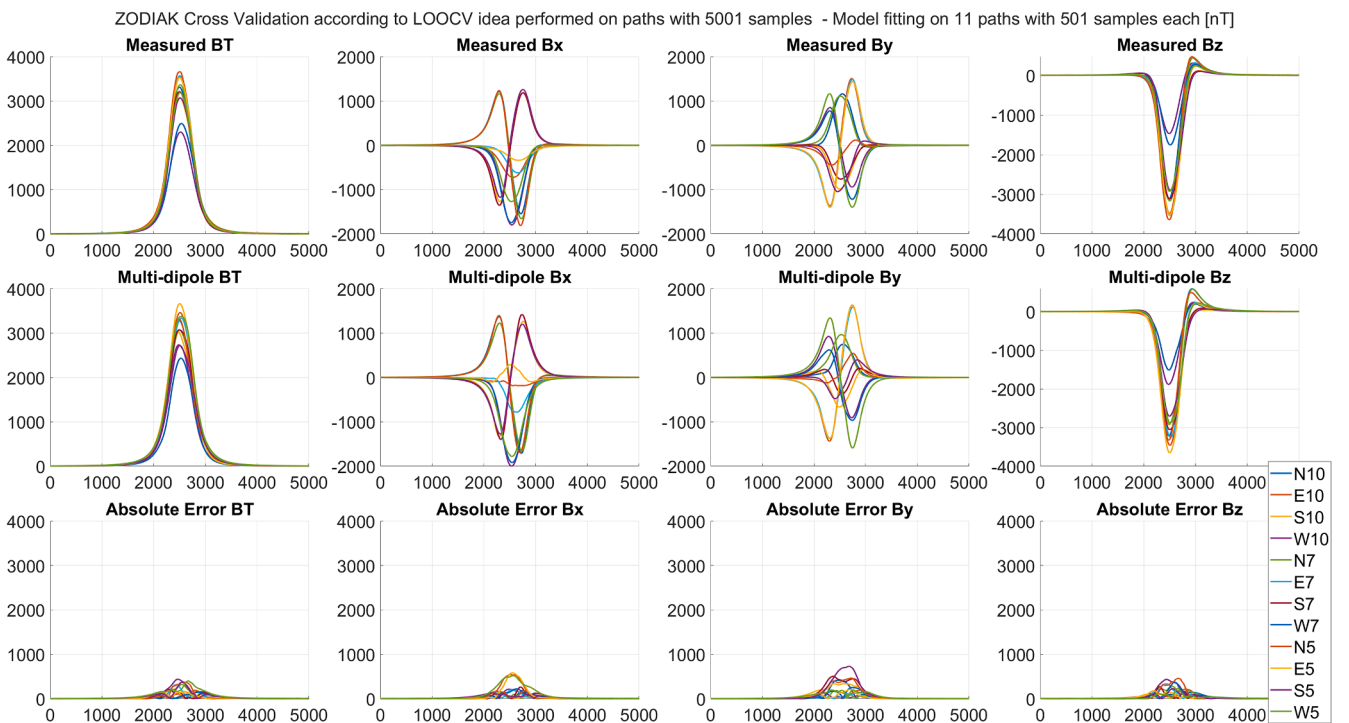 ZODIAK Cross Validation according to LOOCV idea performed on paths with 5001 samples - Model fitting on 11 paths with 501 samples each [nT]
Measured BT
Measured Bx
Measured By
Measured Bz
4000
3000
2000
1000
0
2000
1000
0
-1000
-2000
2000
1000
0
-1000
-2000
0
-1000
-2000
-3000
-4000
0 1000 2000 3000 4000 5000
0 1000 2000 3000 4000 5000
0 1000 2000 3000 4000 5000
0 1000 2000 3000 4000 5000
Multi-dipole BT
Multi-dipole Bx
Multi-dipole By
Multi-dipole Bz
4000
3000
2000
1000
0
2000
1000
0
-1000
-2000
2000
1000
0
-1000
-2000
0
-1000
-2000
-3000
-4000
0 1000 2000 3000 4000 5000
0 1000 2000 3000 4000 5000
0 1000 2000 3000 4000 5000
0 1000 2000 3000 4000
Absolute Error BT
Absolute Error Bx
Absolute Error By
Absolute Error Bz
4000
3000
2000
1000
0
4000
3000
2000
1000
0
4000
3000
2000
1000
0
4000
3000
2000
1000
0
0 1000 2000 3000 4000 5000
0 1000 2000 3000 4000 5000
0 1000 2000 3000 4000 5000
0 1000 2000 3000 4000
N10
E10
S10
W10
N7
E7
S7
W7
N5
E5
S5
W5